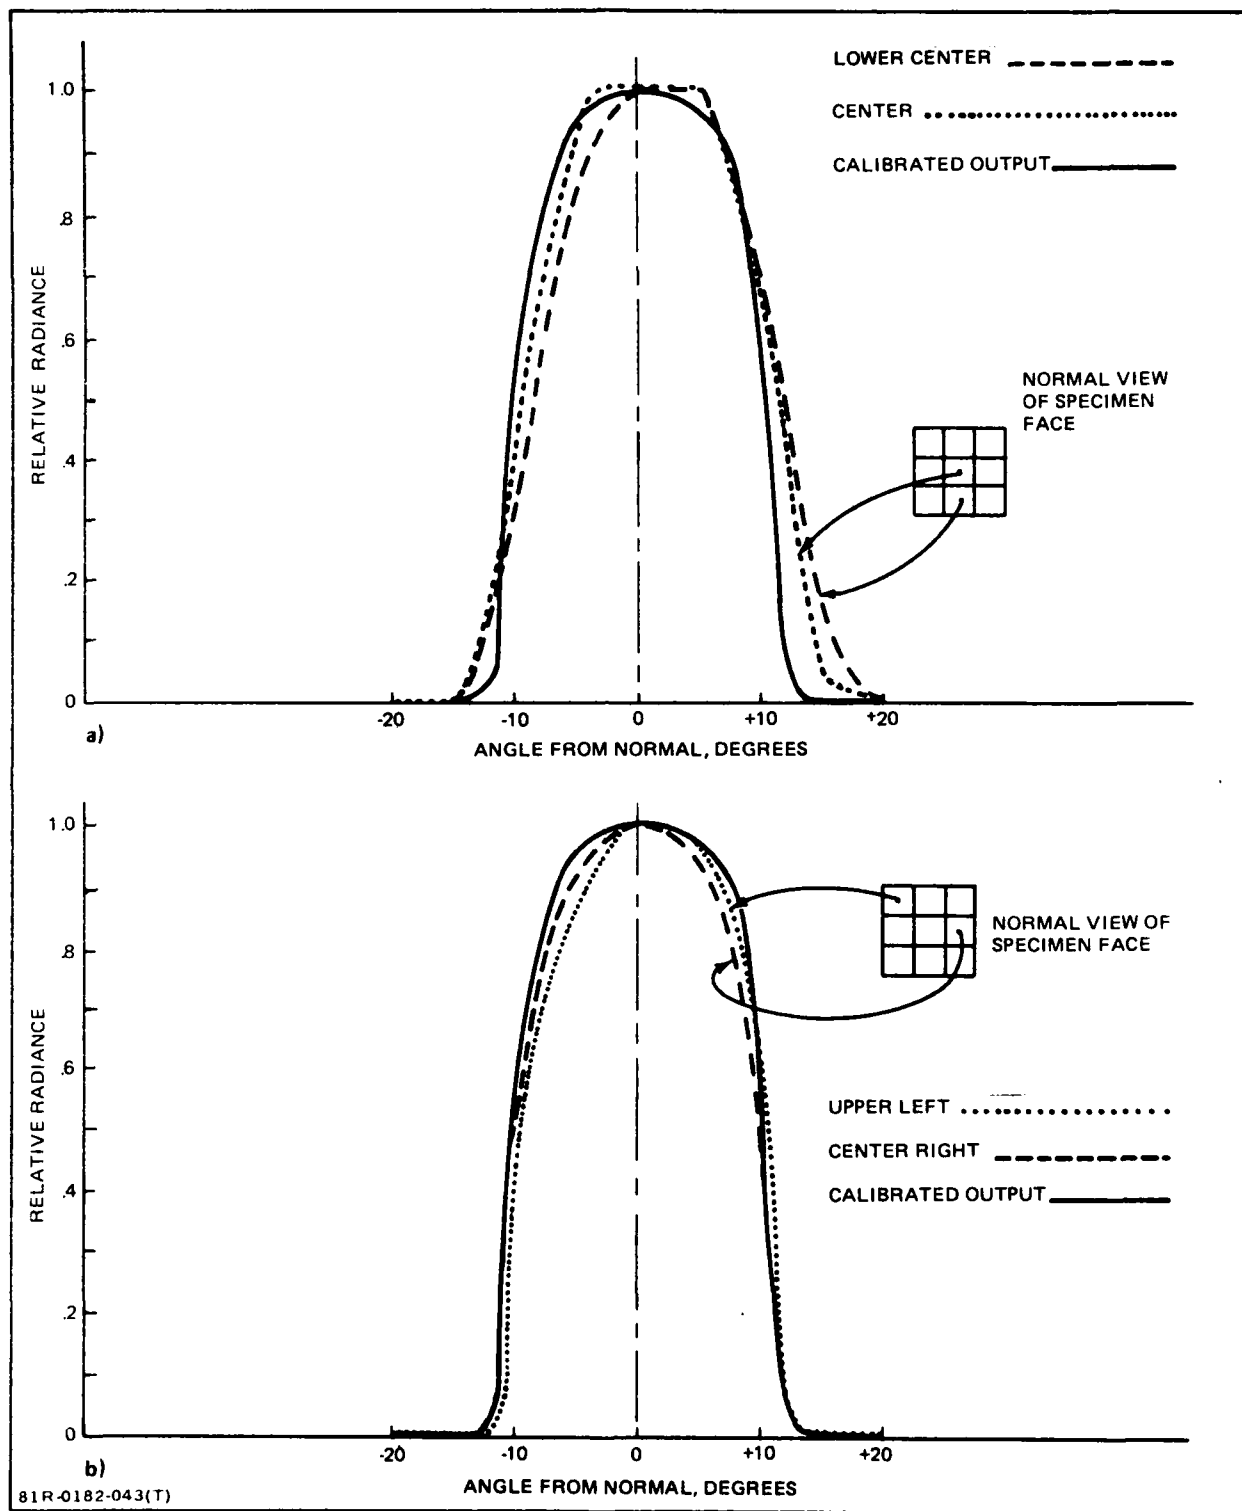 LOWER CENTER
CENTER
CALIBRATED OUTPUT
1.0
.8
.6
.4
.2
0
RELATIVE RADIANCE
NORMAL VIEW
OF SPECIMEN
FACE
-20
-10
0
+10
+20
a)
ANGLE FROM NORMAL, DEGREES
1.0
.8
.6
.4
.2
0
RELATIVE RADIANCE
NORMAL VIEW OF
SPECIMEN FACE
UPPER LEFT
CENTER RIGHT
CALIBRATED OUTPUT
-20
-10
0
+10
+20
b)
ANGLE FROM NORMAL, DEGREES
81R-0182-043(T)